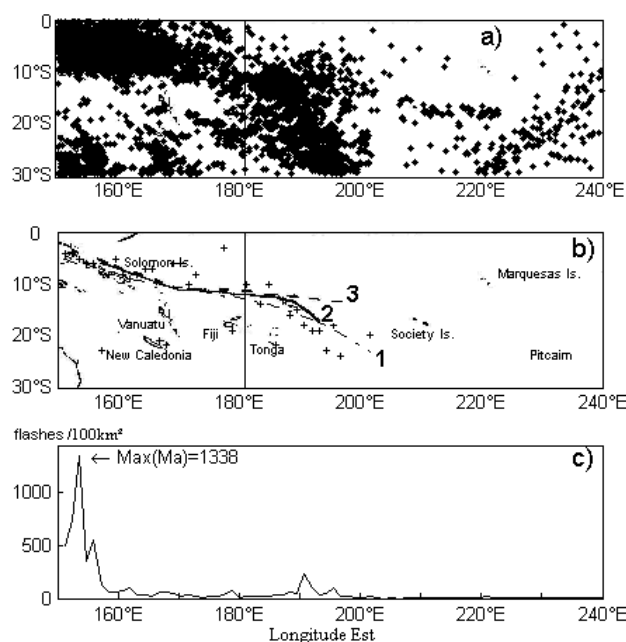 0
10°S
20°S
30°S
a)
160°E 180°E 200°E 220°E 240°E
0
10°S
20°S
30°S
b)
Solomon Is.
3
Marquesas Is.
2
Vanuatu
Fiji
Society Is.
New Caledonia
Tonga
1
Pitcairn
160°E 180°E 200°E 220°E 240°E
flashes /100km²
c)
← Max(Ma)=1338
1000
500
0
160°E 180°E 200°E 220°E 240°E
Longitude Est